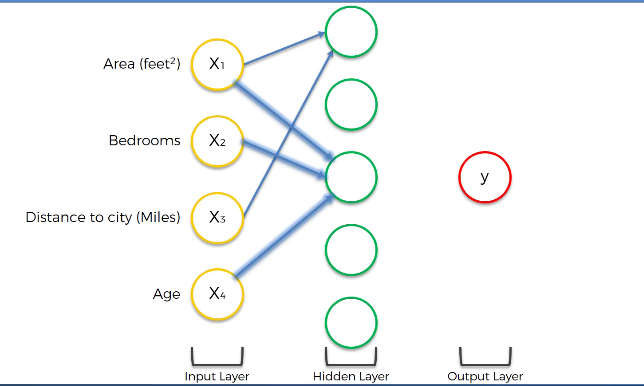 Area (feet²) X₁
Bedrooms X₂
y
Distance to city (Miles) X₃
Age X₄
Input Layer Hidden Layer Output Layer